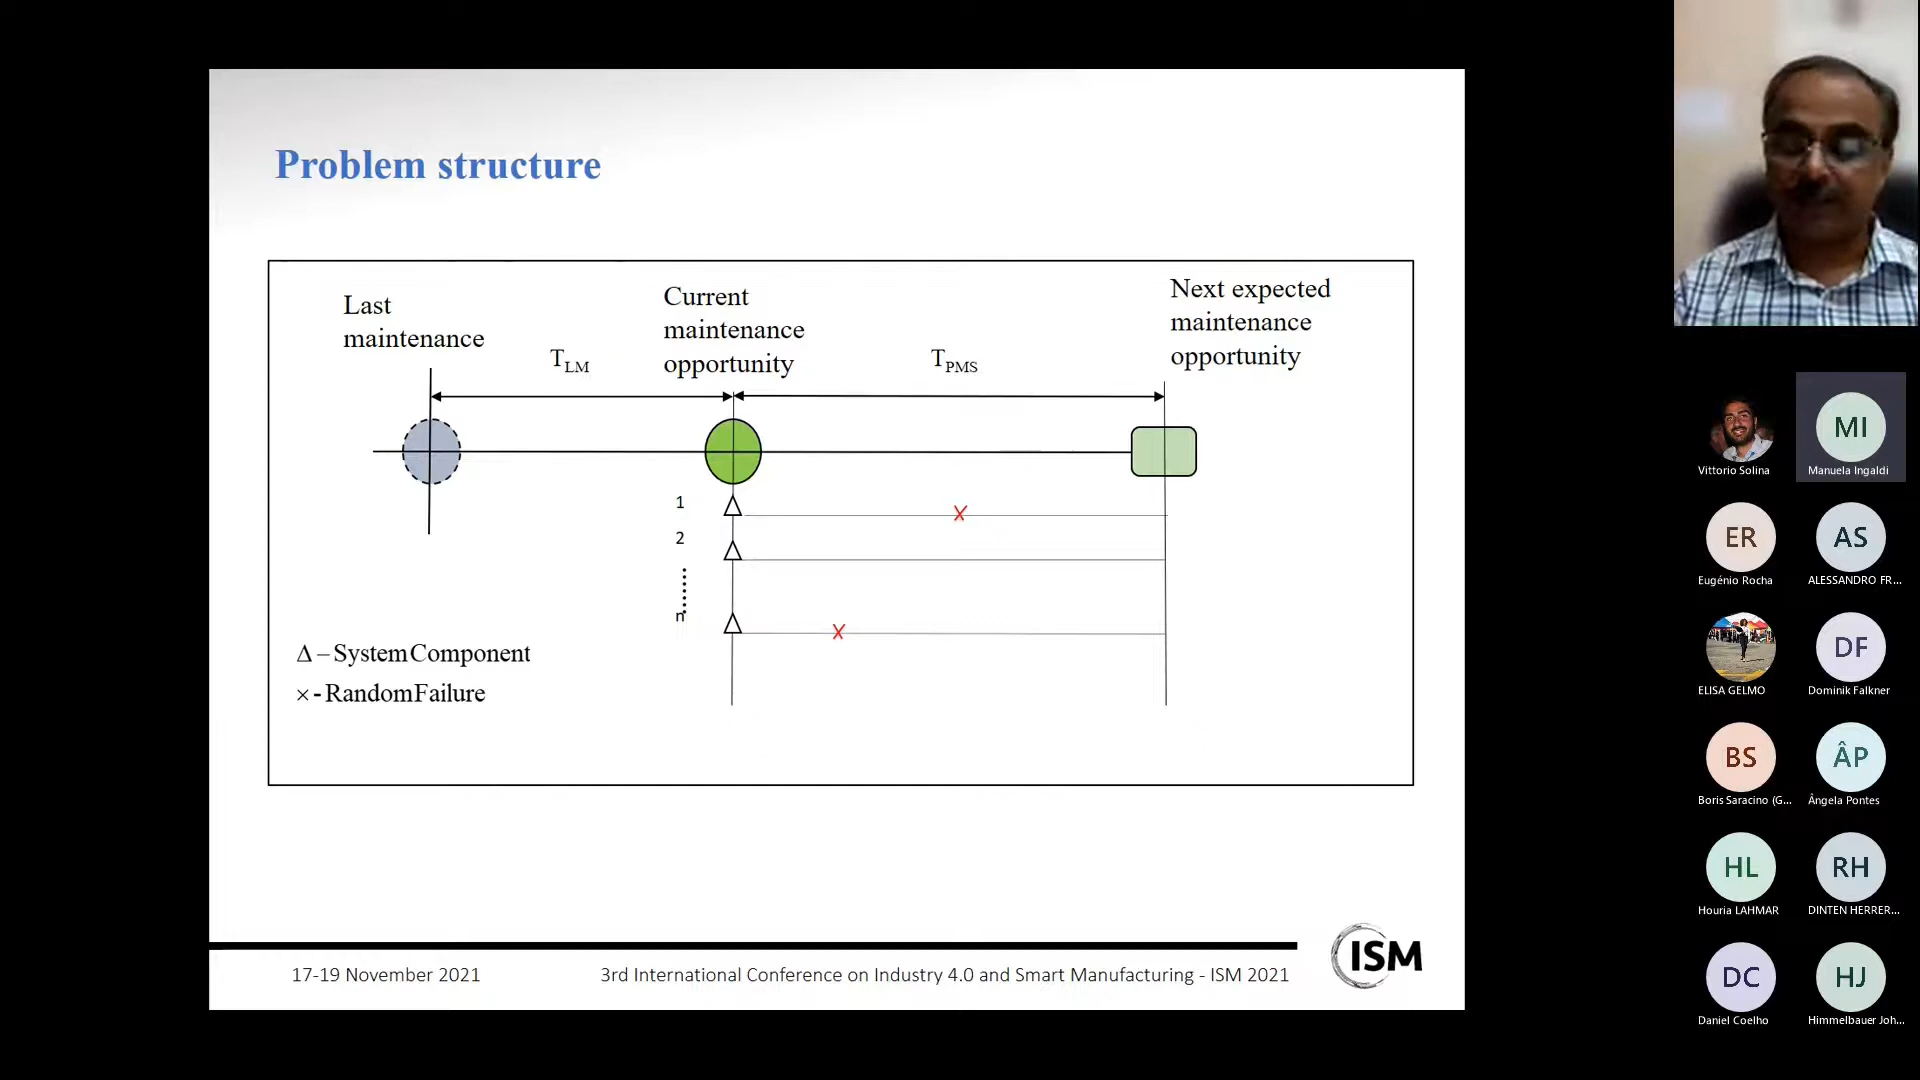 Problem structure
Last
maintenance
T_LM
Current
maintenance
opportunity
T_PMS
Next expected
maintenance
opportunity
1
2
n
Δ – System Component
× - Random Failure
17-19 November 2021
3rd International Conference on Industry 4.0 and Smart Manufacturing - ISM 2021
ISM
Vittorio Solina
MI
Manuela Ingaldi
ER
Eugénio Rocha
AS
ALESSANDRO FR...
ELISA GELMO
DF
Dominik Falkner
BS
Boris Saracino (G...
ÂP
Ângela Pontes
HL
Houria LAHMAR
RH
DINTEN HERRER...
DC
Daniel Coelho
HJ
Himmelbauer Joh...